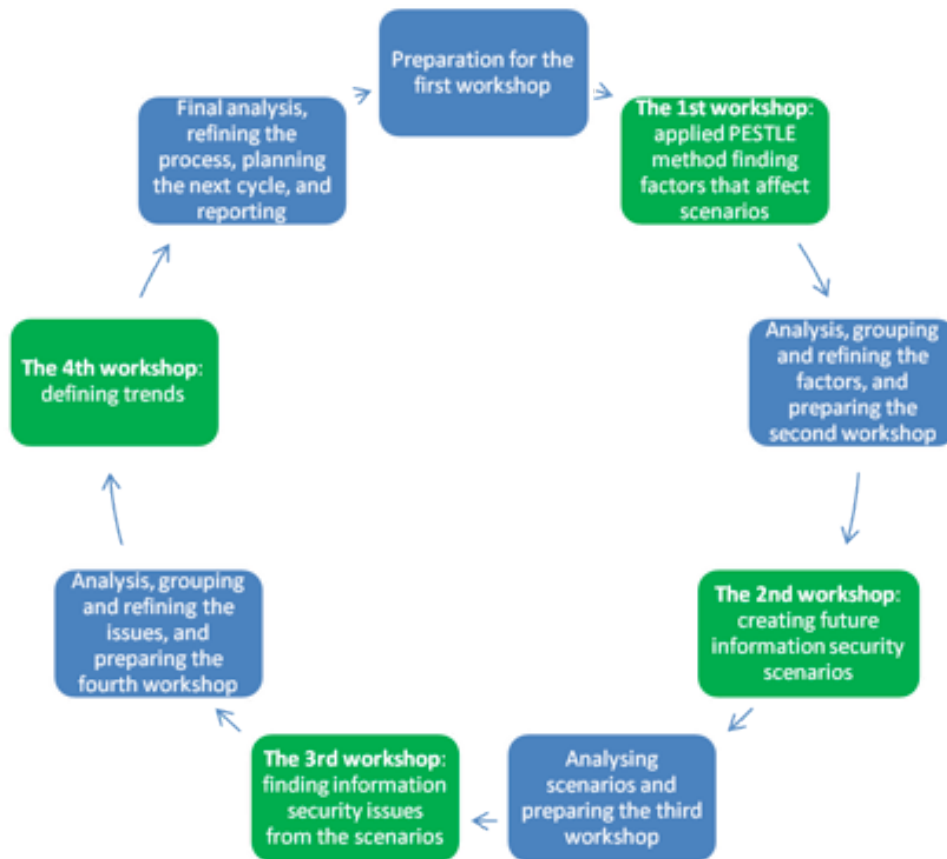 Preparation for the
first workshop
The 1st workshop:
applied PESTLE
method finding
factors that affect
scenarios
Analysis, grouping
and refining the
factors, and
preparing the
second workshop
The 2nd workshop:
creating future
information security
scenarios
Analysing
scenarios and
preparing the third
workshop
The 3rd workshop:
finding information
security issues
from the scenarios
Analysis, grouping
and refining the
issues, and
preparing the
fourth workshop
The 4th workshop:
defining trends
Final analysis,
refining the
process, planning
the next cycle, and
reporting